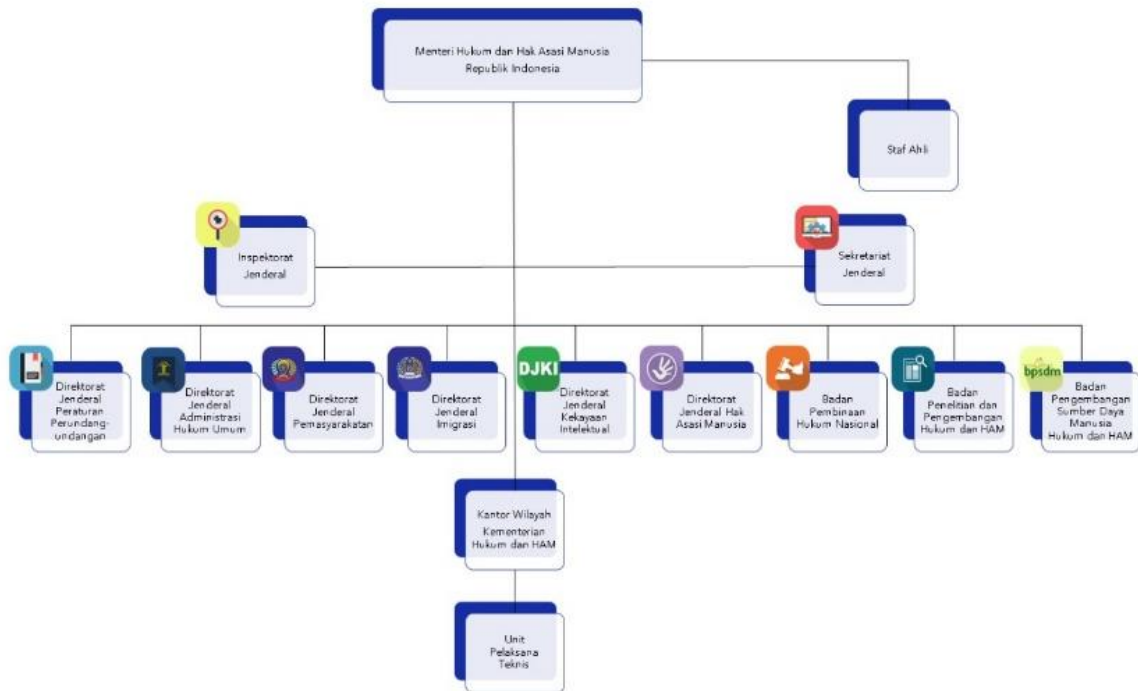 Menteri Hukum dan Hak Asasi Manusia
Republik Indonesia
Staf Ahli
Inspektorat
Jenderal
Sekretariat
Jenderal
Direktorat
Jenderal
Peraturan
Perundang-
undangan
Direktorat
Jenderal
Administrasi
Hukum Umum
Direktorat
Jenderal
Pemasyarakatan
Direktorat
Jenderal
Imigrasi
DJKI
Direktorat
Jenderal
Kekayaan
Intelektual
Direktorat
Jenderal Hak
Asasi Manusia
Badan
Pembinaan
Hukum Nasional
Badan
Penelitian dan
Pengembangan
Hukum dan HAM
bpsdm
Badan
Pengembangan
Sumber Daya
Manusia
Hukum dan HAM
Kantor Wilayah
Kementerian
Hukum dan HAM
Unit
Pelaksana
Teknis